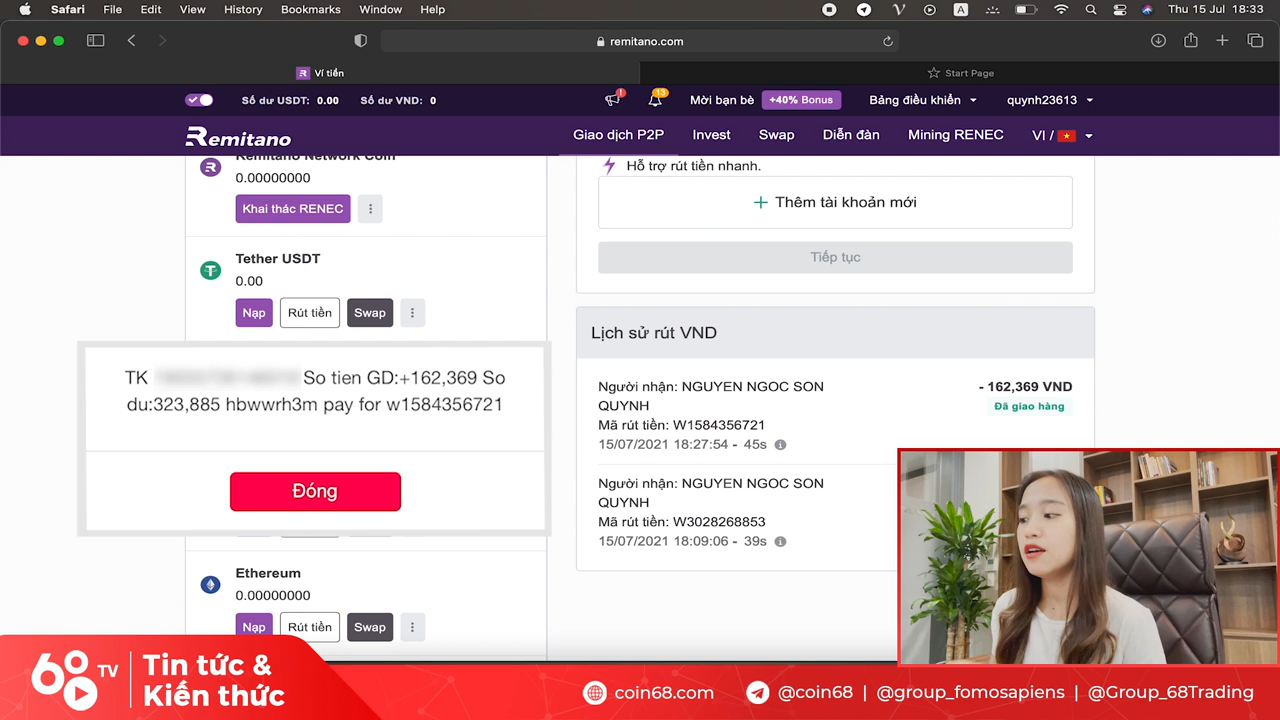 Safari File Edit View History Bookmarks Window Help
A
Thu 15 Jul 18:33
remitano.com
Ví tiền
Start Page
Số dư USDT: 0.00 Số dư VND: 0
13
Mời bạn bè +40% Bonus Bảng điều khiển quynh23613
Remitano
Giao dịch P2P Invest Swap Diễn đàn Mining RENEC VI /
Remitano Network Coin
0.00000000
Khai thác RENEC
Tether USDT
0.00
Nạp Rút tiền Swap
TK
So tien GD:+162,369 So
du:323,885 hbwwrh3m pay for w1584356721
Đóng
Ethereum
0.00000000
Nạp Rút tiền Swap
Hỗ trợ rút tiền nhanh.
+ Thêm tài khoản mới
Tiếp tục
Lịch sử rút VND
Người nhận: NGUYEN NGOC SON
QUYNH
- 162,369 VND
Đã giao hàng
Mã rút tiền: W1584356721
15/07/2021 18:27:54 - 45s
Người nhận: NGUYEN NGOC SON
QUYNH
Mã rút tiền: W3028268853
15/07/2021 18:09:06 - 39s
68 TV
Tin tức &
Kiến thức
coin68.com
@coin68 | @group_fomosapiens | @Group_68Trading